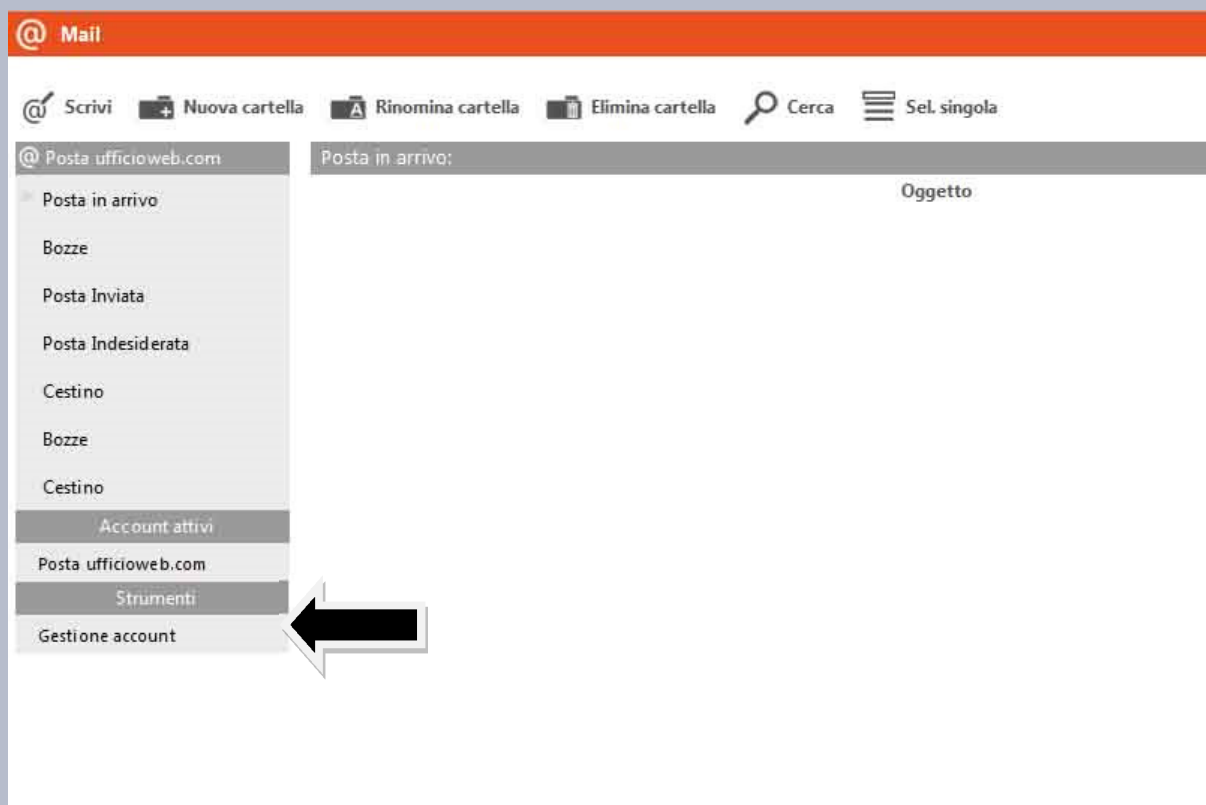 @ Mail
Scrivi Nuova cartella Rinomina cartella Elimina cartella Cerca Sel. singola
@ Posta ufficioweb.com
Posta in arrivo:
Oggetto
Posta in arrivo
Bozze
Posta Inviata
Posta Indesiderata
Cestino
Bozze
Cestino
Account attivi
Posta ufficioweb.com
Strumenti
Gestione account